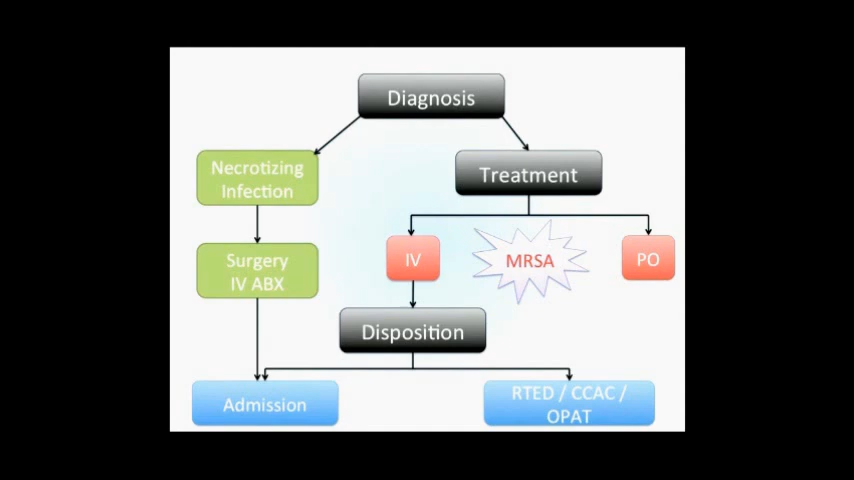 Diagnosis
Necrotizing
Infection
Treatment
Surgery
IV ABX
IV
MRSA
PO
Disposition
Admission
RTED / CCAC /
OPAT